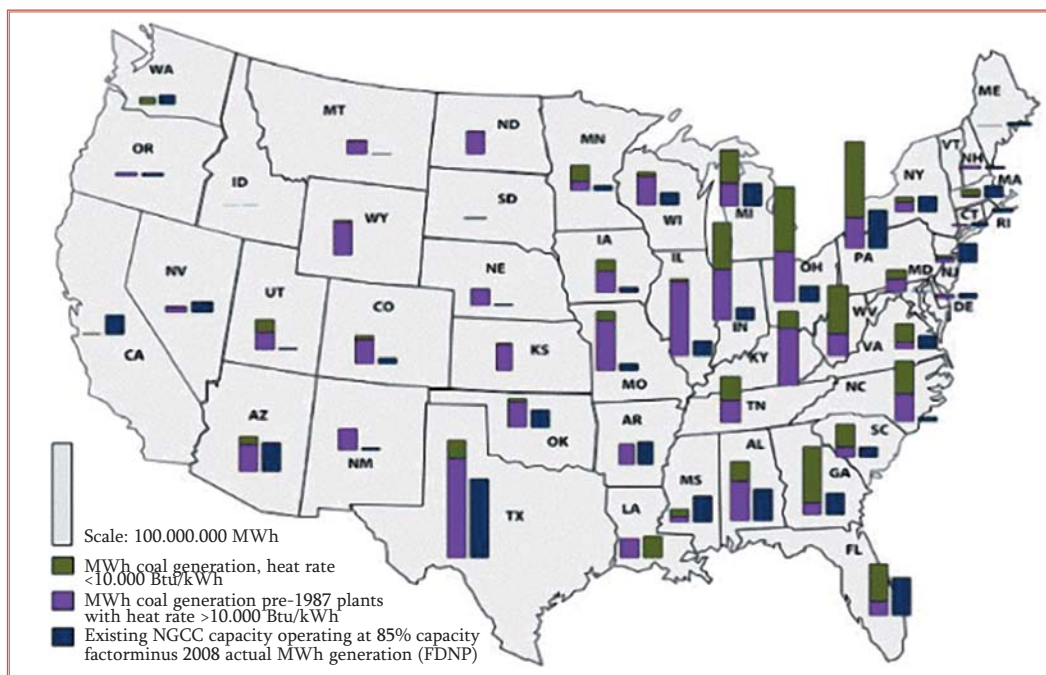 WA
MT
ND
MN
ME
OR
ID
SD
WI
MI
VT
NH
NY
MA
CT
RI
WY
IA
NE
IL
IN
OH
PA
MD
NJ
DE
NV
UT
CO
KS
MO
KY
WV
VA
CA
AZ
NM
OK
AR
TN
NC
SC
TX
LA
MS
AL
GA
FL
Scale: 100.000.000 MWh
MWh coal generation, heat rate
<10.000 Btu/kWh
MWh coal generation pre-1987 plants
with heat rate >10.000 Btu/kWh
Existing NGCC capacity operating at 85% capacity
factorminus 2008 actual MWh generation (FDNP)